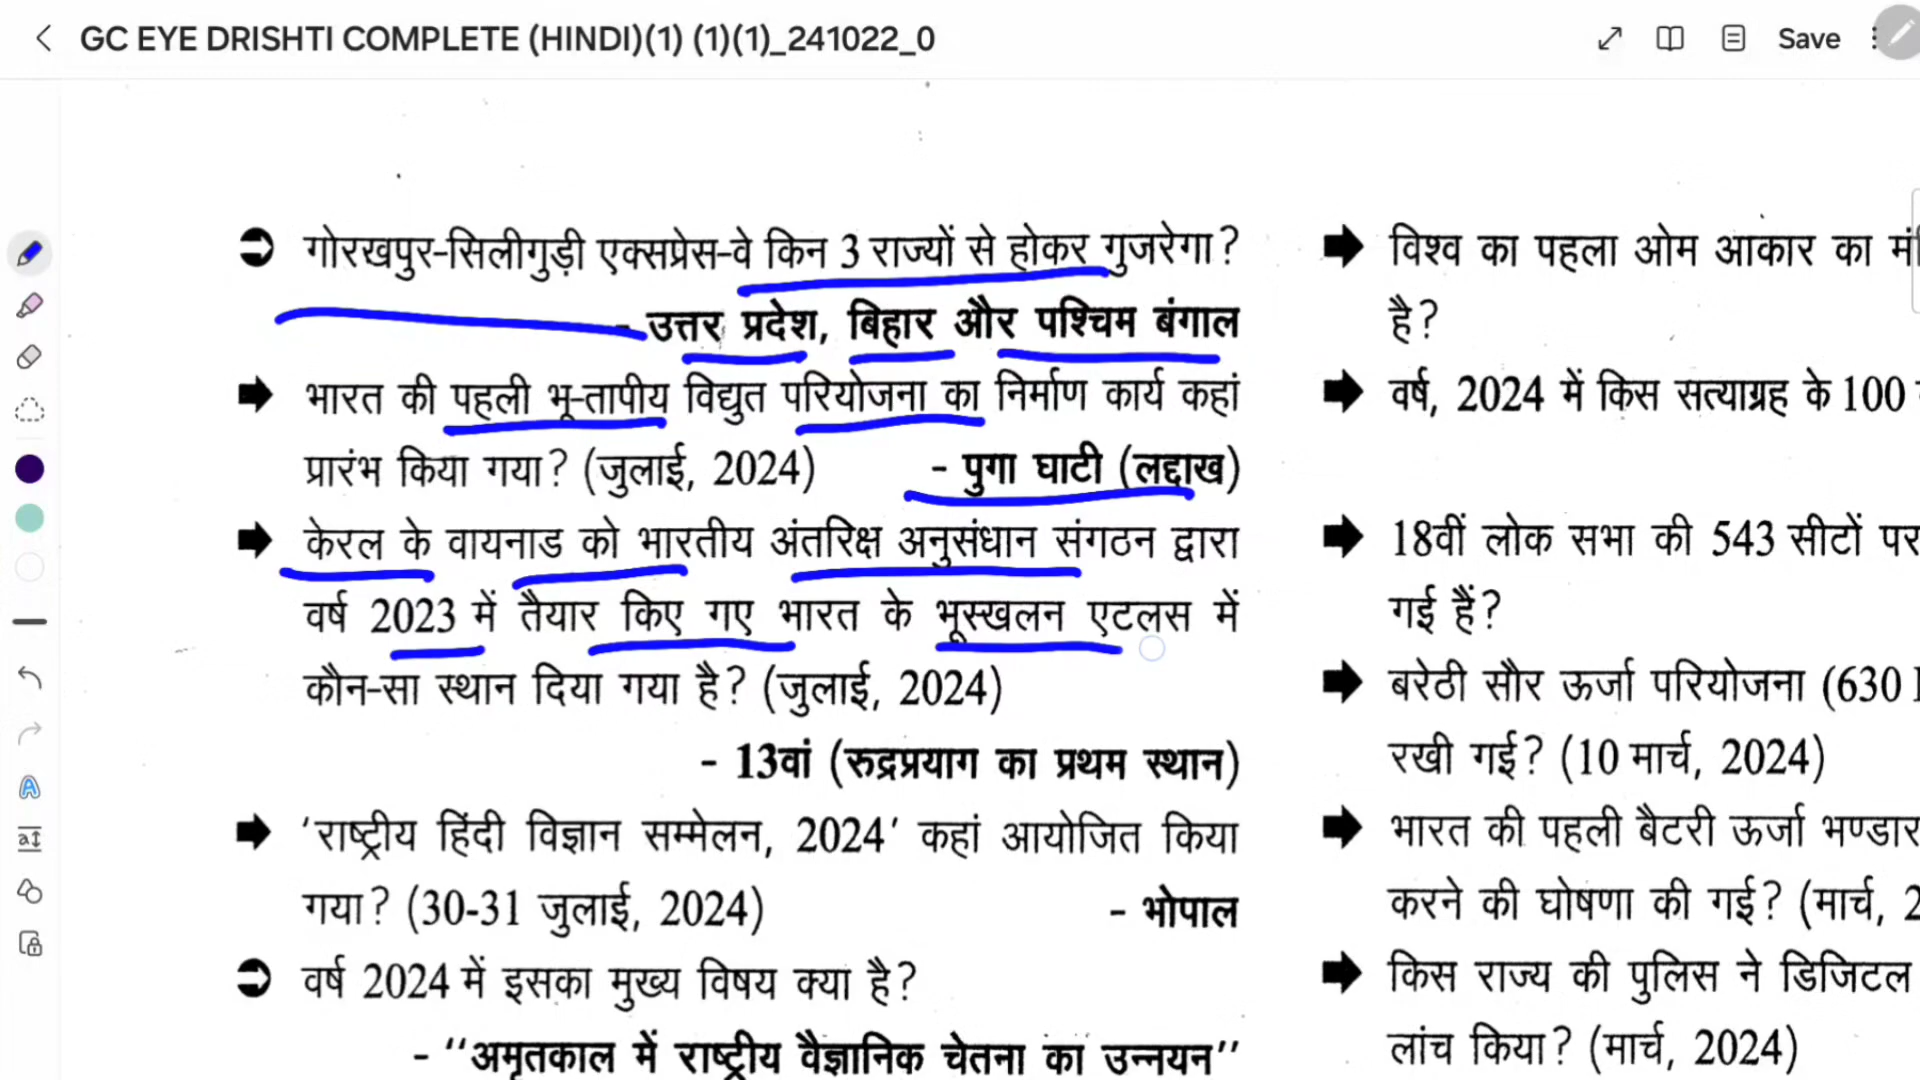 GC EYE DRISHTI COMPLETE (HINDI)(1) (1)(1)_241022_0
Save
गोरखपुर-सिलीगुड़ी एक्सप्रेस-वे किन 3 राज्यों से होकर गुजरेगा?
- उत्तर प्रदेश, बिहार और पश्चिम बंगाल
भारत की पहली भू-तापीय विद्युत परियोजना का निर्माण कार्य कहां
प्रारंभ किया गया? (जुलाई, 2024) - पुगा घाटी (लद्दाख)
केरल के वायनाड को भारतीय अंतरिक्ष अनुसंधान संगठन द्वारा
वर्ष 2023 में तैयार किए गए भारत के भूस्खलन एटलस में
कौन-सा स्थान दिया गया है? (जुलाई, 2024)
- 13वां (रुद्रप्रयाग का प्रथम स्थान)
'राष्ट्रीय हिंदी विज्ञान सम्मेलन, 2024' कहां आयोजित किया
गया? (30-31 जुलाई, 2024) - भोपाल
वर्ष 2024 में इसका मुख्य विषय क्या है?
- ''अमृतकाल में राष्ट्रीय वैज्ञानिक चेतना का उन्नयन''
विश्व का पहला ओम आकार का
है?
वर्ष, 2024 में किस सत्याग्रह के 100
18वीं लोक सभा की 543 सीटों पर
गई हैं?
बरेठी सौर ऊर्जा परियोजना (630
रखी गई? (10 मार्च, 2024)
भारत की पहली बैटरी ऊर्जा भण्डार
करने की घोषणा की गई? (मार्च, 2
किस राज्य की पुलिस ने डिजिटल
लांच किया? (मार्च, 2024)